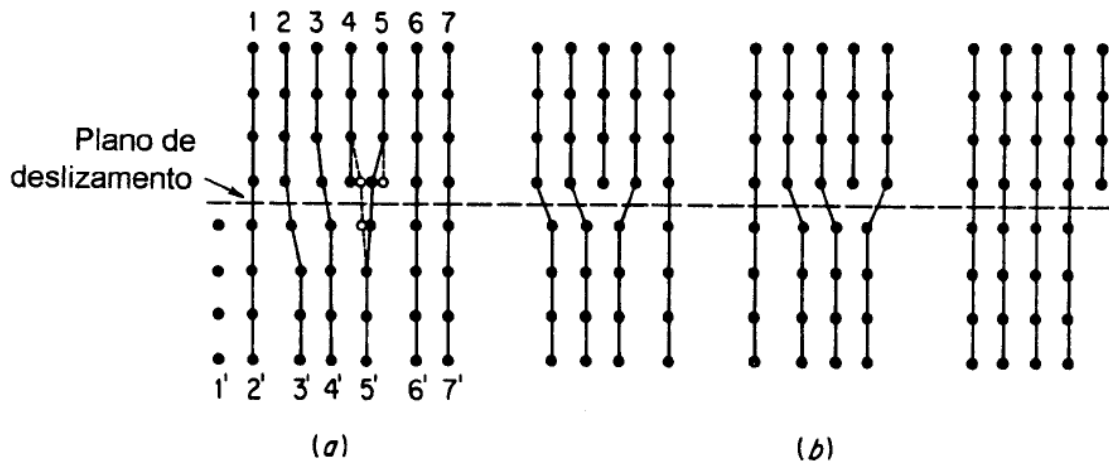 1 2 3 4 5 6 7
Plano de
deslizamento
1' 2' 3' 4' 5' 6' 7'
(a) (b)